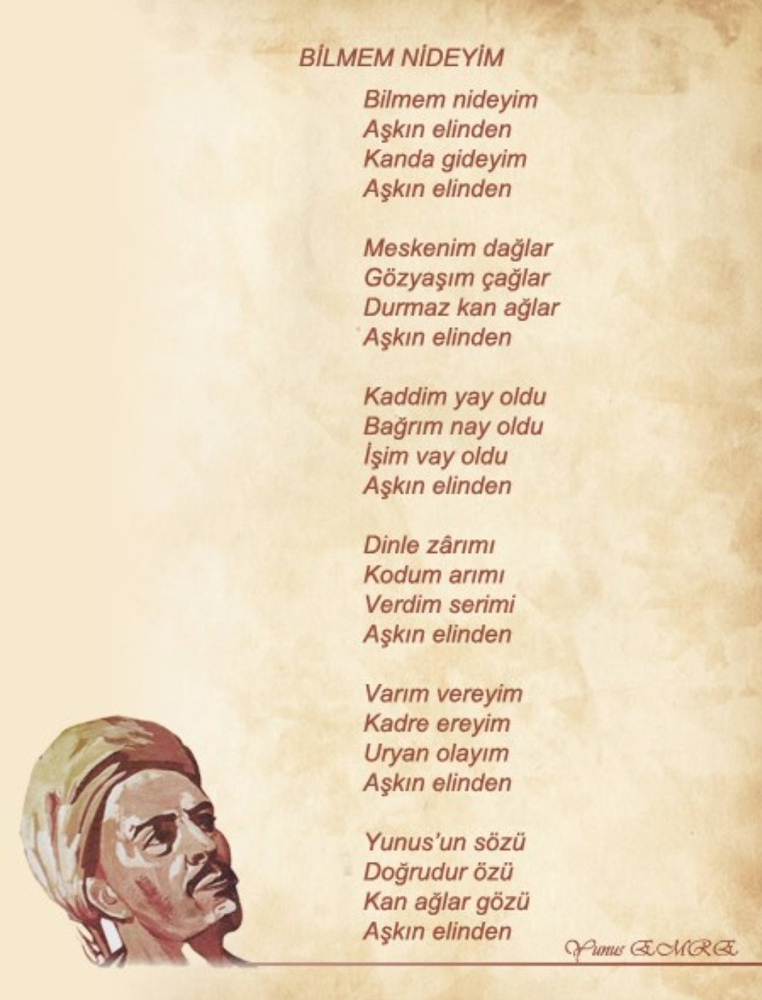 BİLMEM NİDEYİM
Bilmem nideyim
Aşkın elinden
Kanda gideyim
Aşkın elinden
Meskenim dağlar
Gözyaşım çağlar
Durmaz kan ağlar
Aşkın elinden
Kaddim yay oldu
Bağrım nay oldu
İşim vay oldu
Aşkın elinden
Dinle zârımı
Kodum arımı
Verdim serimi
Aşkın elinden
Varım vereyim
Kadre ereyim
Uryan olayım
Aşkın elinden
Yunus’un sözü
Doğrudur özü
Kan ağlar gözü
Aşkın elinden
Yunus EMRE